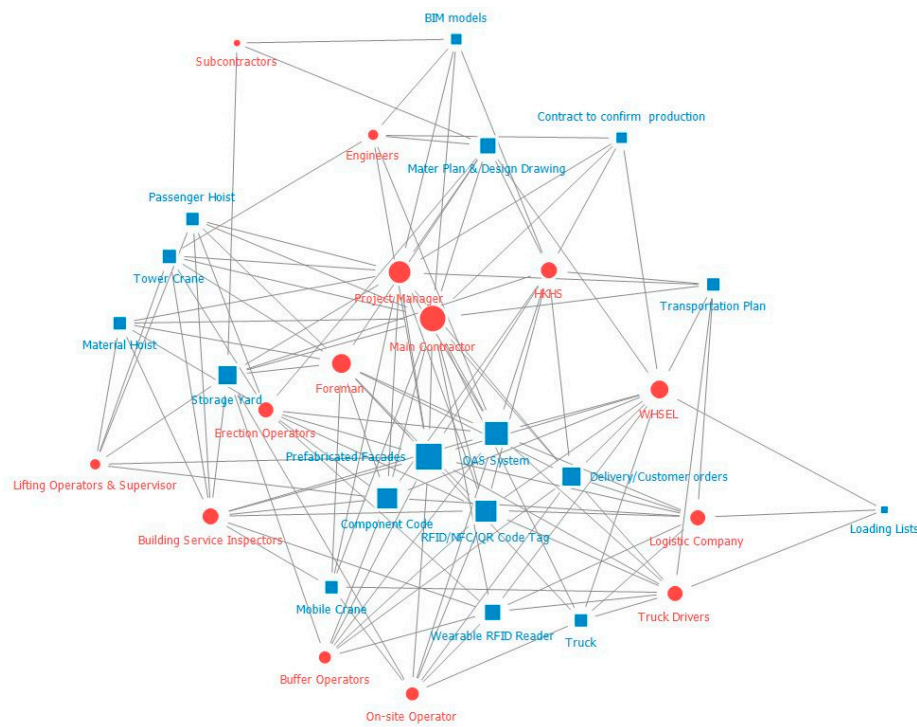 BIM models
Subcontractors
Contract to confirm production
Engineers
Mater Plan & Design Drawing
Passenger Hoist
Tower Crane
Project Manager
HKHS
Transportation Plan
Material Hoist
Main Contractor
Storage Yard
Foreman
WHSEL
Erection Operators
Prefabricated Facades
QAS System
Lifting Operators & Supervisor
Delivery/Customer orders
Component Code
RFID/NFC/QR Code Tag
Building Service Inspectors
Logistic Company
Loading Lists
Mobile Crane
Wearable RFID Reader
Truck
Truck Drivers
Buffer Operators
On-site Operator